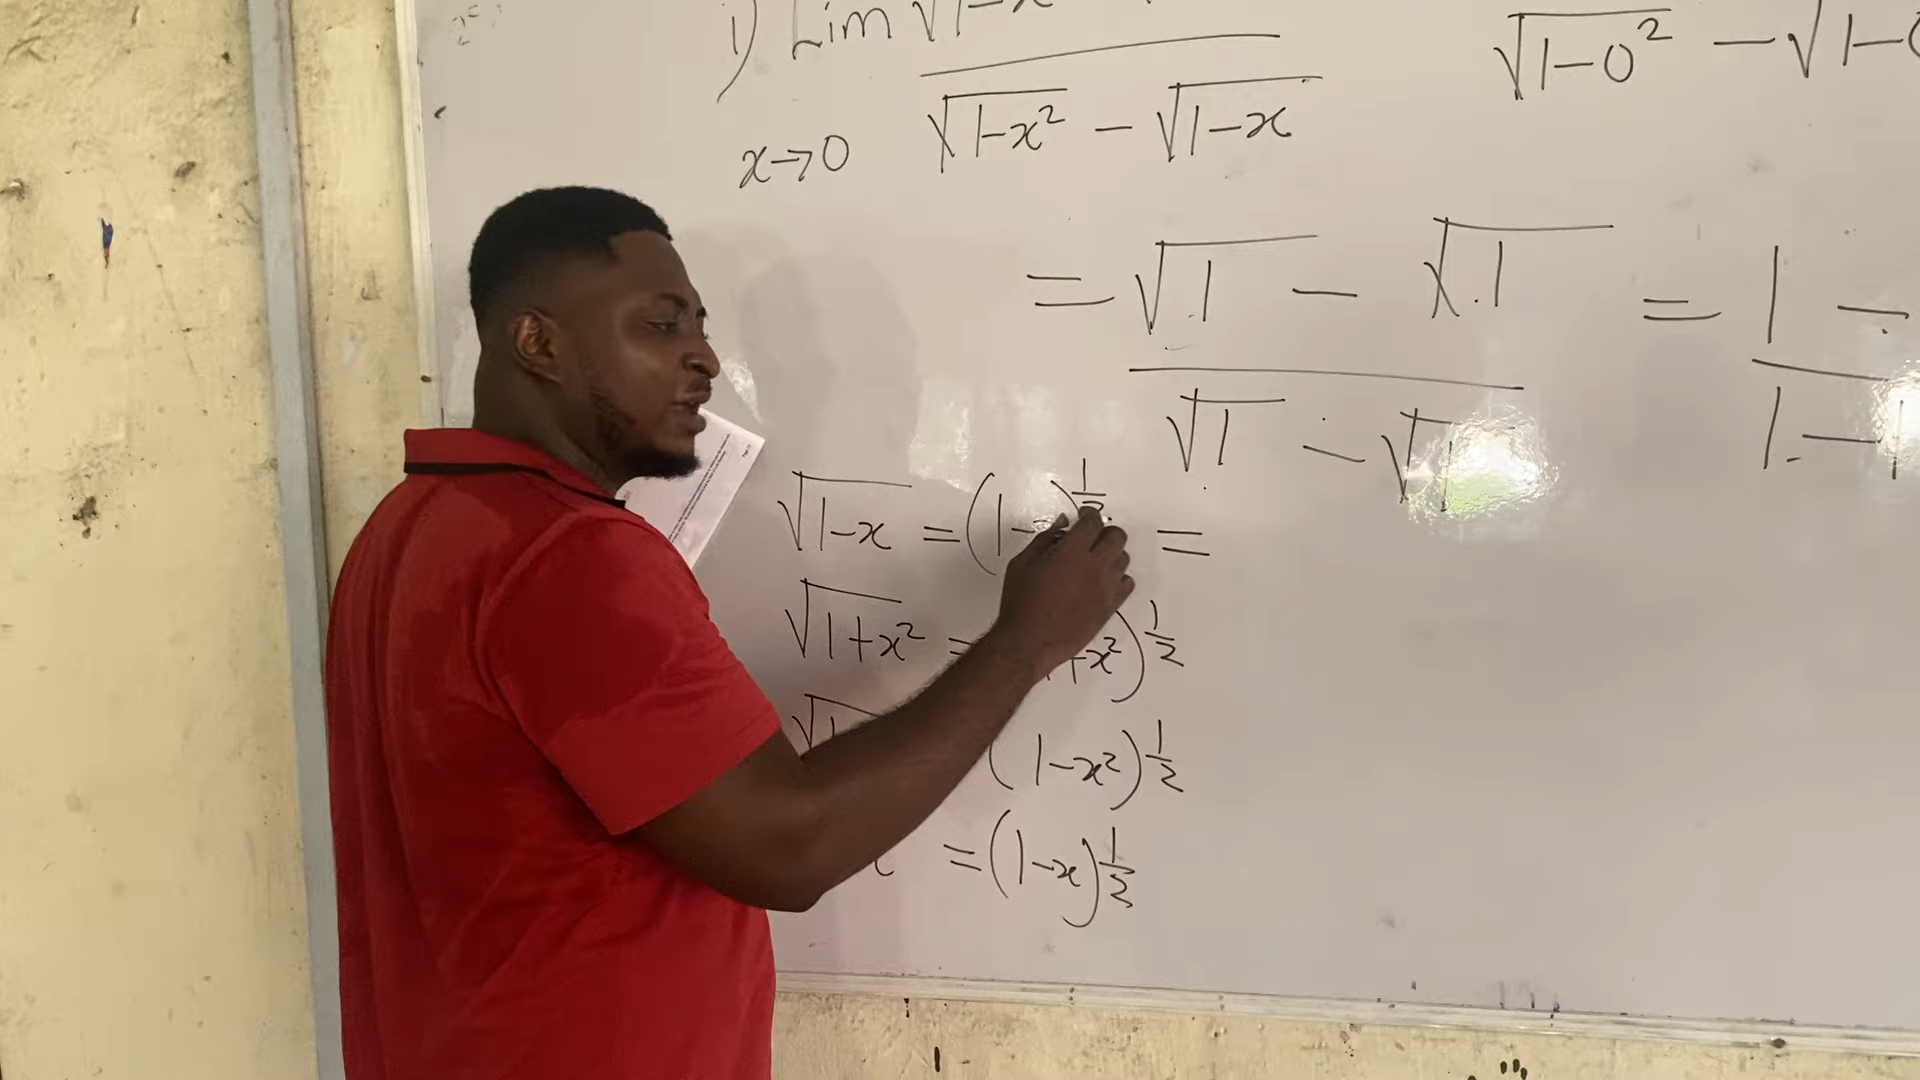 i) Lim √1-x
√1-0² - √1-0
x→0 √1-x² - √1-x
= √1 - √1 = 1 -
√1 - √1 1-1
√1-x = (1-x)^1/2 =
√1+x² = +x²)^1/2
√1 (1-x²)^1/2
= (1-x)^1/2